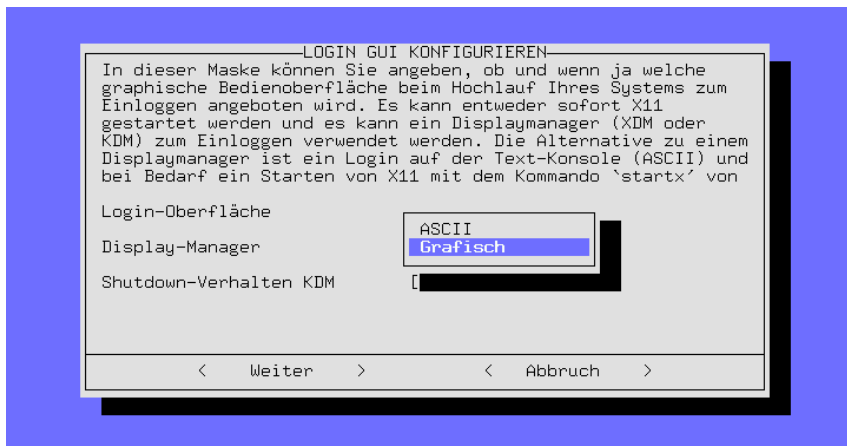 LOGIN GUI KONFIGURIEREN
In dieser Maske können Sie angeben, ob und wenn ja welche
graphische Bedienoberfläche beim Hochlauf Ihres Systems zum
Einloggen angeboten wird. Es kann entweder sofort X11
gestartet werden und es kann ein Displaymanager (XDM oder
KDM) zum Einloggen verwendet werden. Die Alternative zu einem
Displaymanager ist ein Login auf der Text-Konsole (ASCII) und
bei Bedarf ein Starten von X11 mit dem Kommando `startx´ von
Login-Oberfläche
ASCII
Display-Manager Grafisch
Shutdown-Verhalten KDM [
< Weiter > < Abbruch >